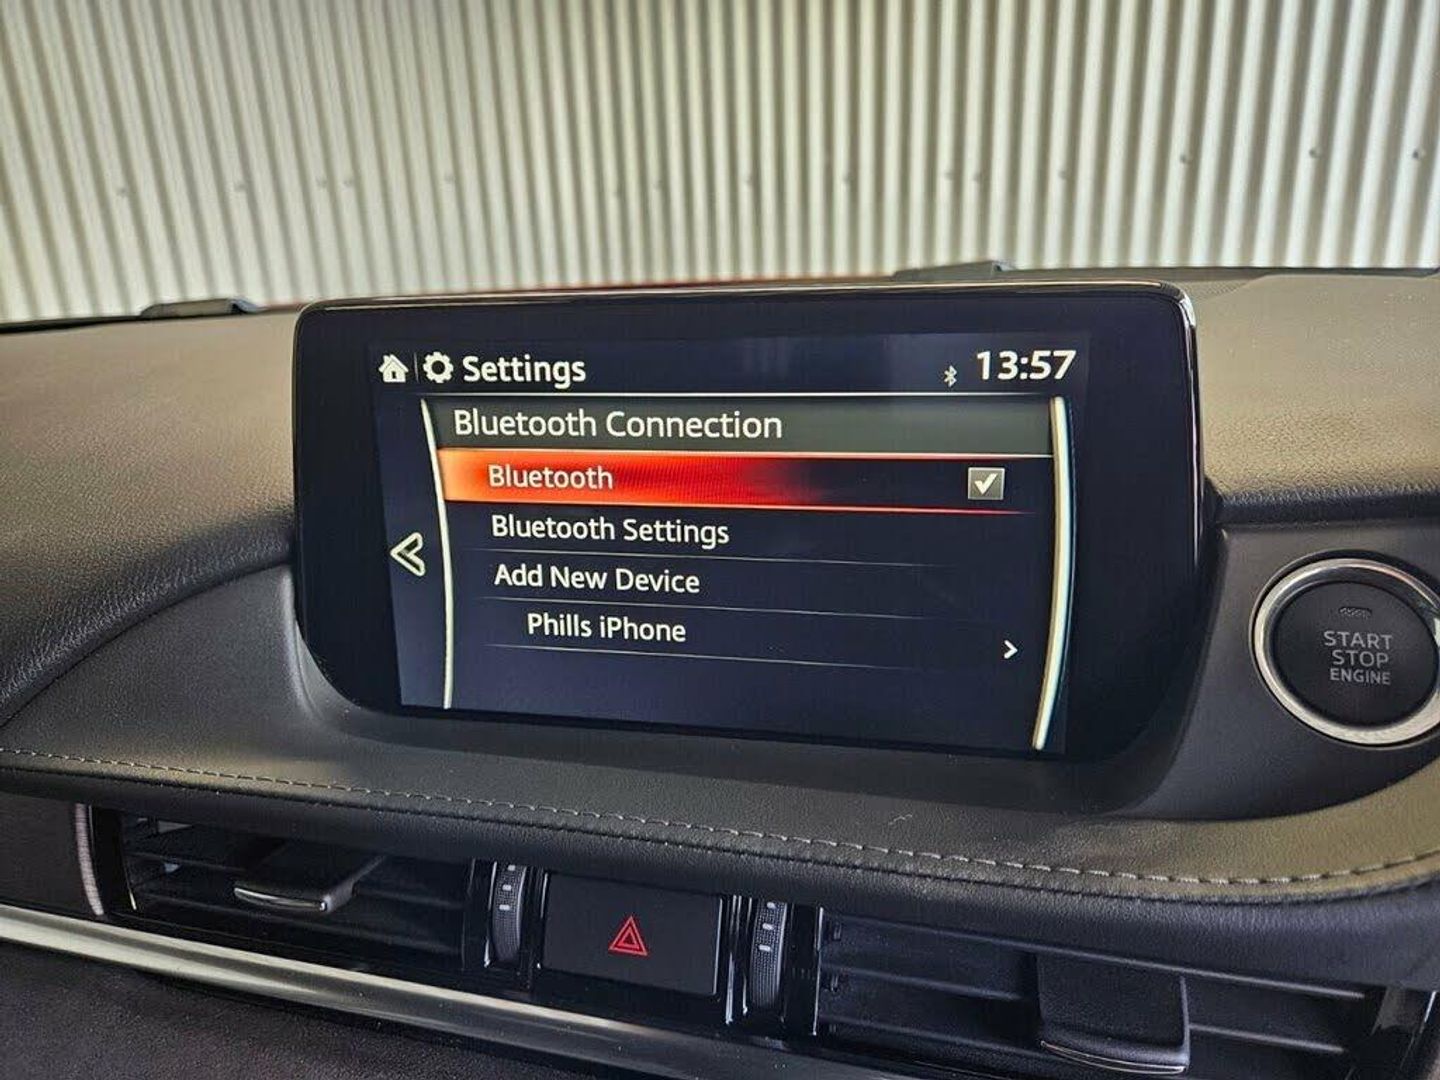 Settings 13:57
Bluetooth Connection
Bluetooth
Bluetooth Settings
Add New Device
Phills iPhone
START
STOP
ENGINE